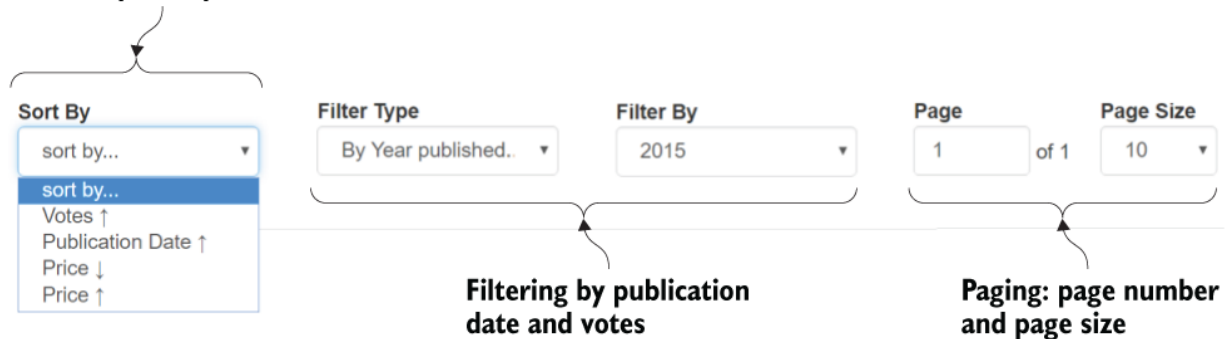 Sort By
Filter Type
Filter By
Page
Page Size
sort by...
By Year published..
2015
1
of 1
10
sort by...
Votes ↑
Publication Date ↑
Price ↓
Price ↑
Filtering by publication
date and votes
Paging: page number
and page size